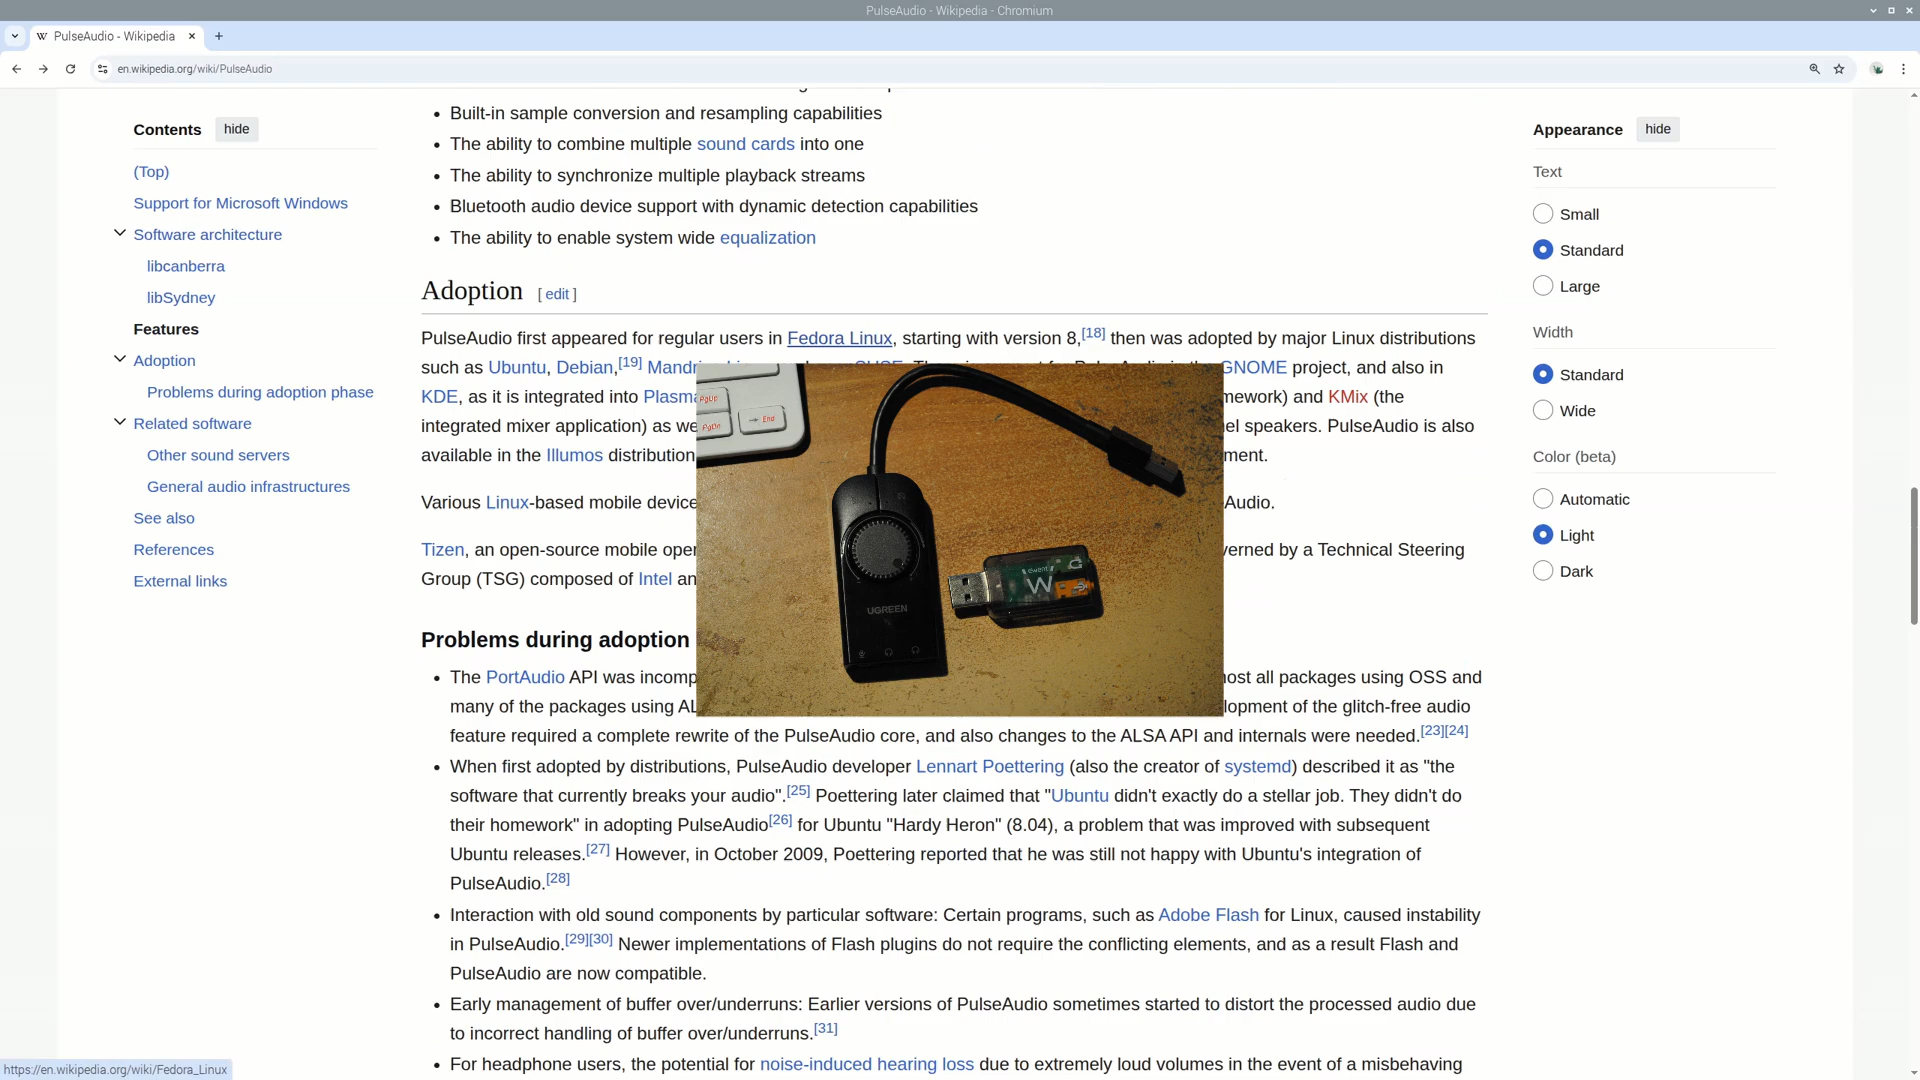 PulseAudio - Wikipedia - Chromium
PulseAudio - Wikipedia
en.wikipedia.org/wiki/PulseAudio
Contents hide
(Top)
Support for Microsoft Windows
Software architecture
libcanberra
libSydney
Features
Adoption
Problems during adoption phase
Related software
Other sound servers
General audio infrastructures
See also
References
External links
• Built-in sample conversion and resampling capabilities
• The ability to combine multiple sound cards into one
• The ability to synchronize multiple playback streams
• Bluetooth audio device support with dynamic detection capabilities
• The ability to enable system wide equalization
Adoption [ edit ]
PulseAudio first appeared for regular users in Fedora Linux, starting with version 8,[18] then was adopted by major Linux distributions
such as Ubuntu, Debian,[19] GNOME project, and also in
KDE, as it is integrated into and KMix (the
integrated mixer application) as speakers. PulseAudio is also
available in the Illumos distribution
Various Linux-based mobile Audio.
Tizen, an open-source mobile by a Technical Steering
Group (TSG) composed of Intel
Problems during adoption
• The PortAudio API was all packages using OSS and
many of the packages using of the glitch-free audio
feature required a complete rewrite of the PulseAudio core, and also changes to the ALSA API and internals were needed.[23][24]
• When first adopted by distributions, PulseAudio developer Lennart Poettering (also the creator of systemd) described it as "the
software that currently breaks your audio".[25] Poettering later claimed that "Ubuntu didn't exactly do a stellar job. They didn't do
their homework" in adopting PulseAudio[26] for Ubuntu "Hardy Heron" (8.04), a problem that was improved with subsequent
Ubuntu releases.[27] However, in October 2009, Poettering reported that he was still not happy with Ubuntu's integration of
PulseAudio.[28]
• Interaction with old sound components by particular software: Certain programs, such as Adobe Flash for Linux, caused instability
in PulseAudio.[29][30] Newer implementations of Flash plugins do not require the conflicting elements, and as a result Flash and
PulseAudio are now compatible.
• Early management of buffer over/underruns: Earlier versions of PulseAudio sometimes started to distort the processed audio due
to incorrect handling of buffer over/underruns.[31]
• For headphone users, the potential for noise-induced hearing loss due to extremely loud volumes in the event of a misbehaving
PgUp
PgDn
End
UGREEN
ewent
W
Appearance hide
Text
Small
Standard
Large
Width
Standard
Wide
Color (beta)
Automatic
Light
Dark
https://en.wikipedia.org/wiki/Fedora_Linux